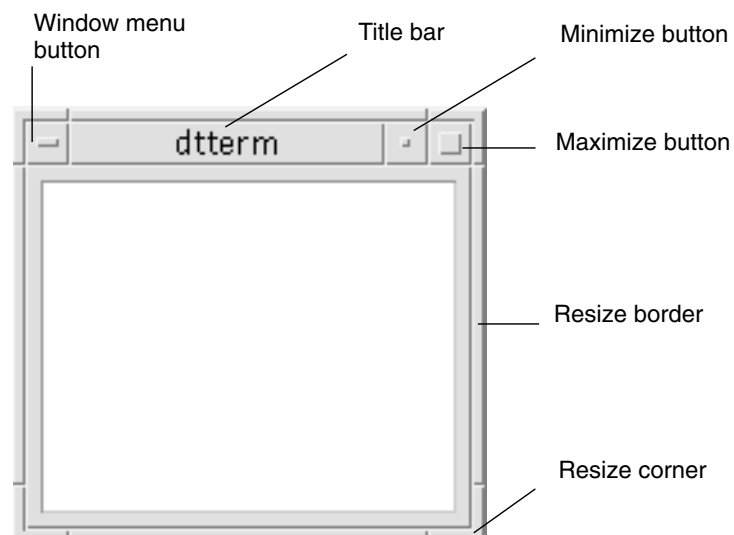 Window menu
button
Title bar
Minimize button
dtterm
Maximize button
Resize border
Resize corner